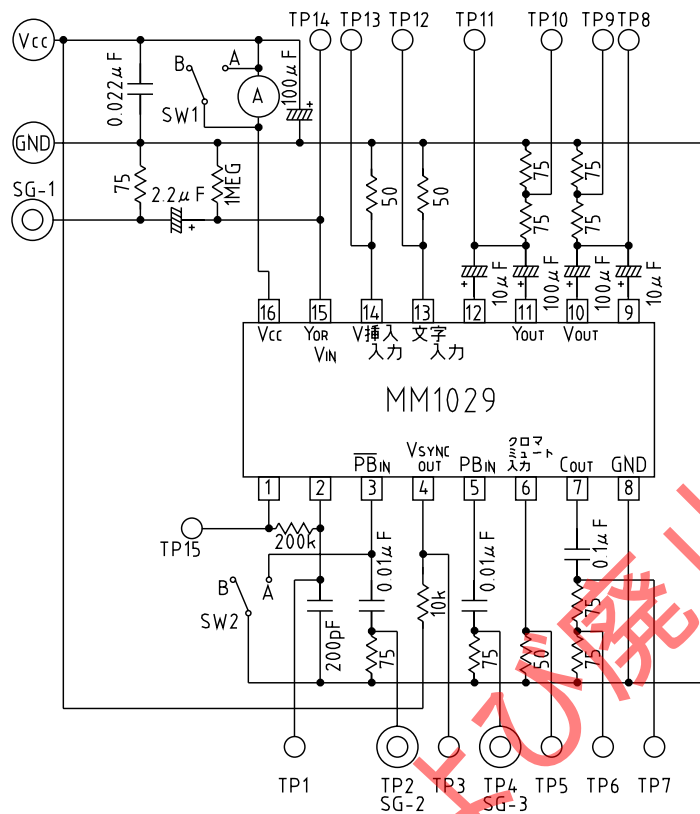 TP14 TP13 TP12 TP11 TP10 TP9 TP8
Vcc
0.022μF
B A
SW1
A
100μF
GND
75
2.2μF
1MEG
SG-1
50
50
75
75
75
75
10μF
100μF
100μF
10μF
16 15 14 13 12 11 10 9
VCC YOR V挿入 文字 YOUT VOUT
VIN 入力 入力
MM1029
PBIN VSYNC OUT PBIN クロマ ミュート 入力 COUT GND
1 2 3 4 5 6 7 8
TP15
200k
0.01μF
0.01μF
0.1μF
B A
SW2
200pF
75
10k
75
50
75
75
TP1 TP2 TP3 TP4 TP5 TP6 TP7
SG-2 SG-3
よび廃